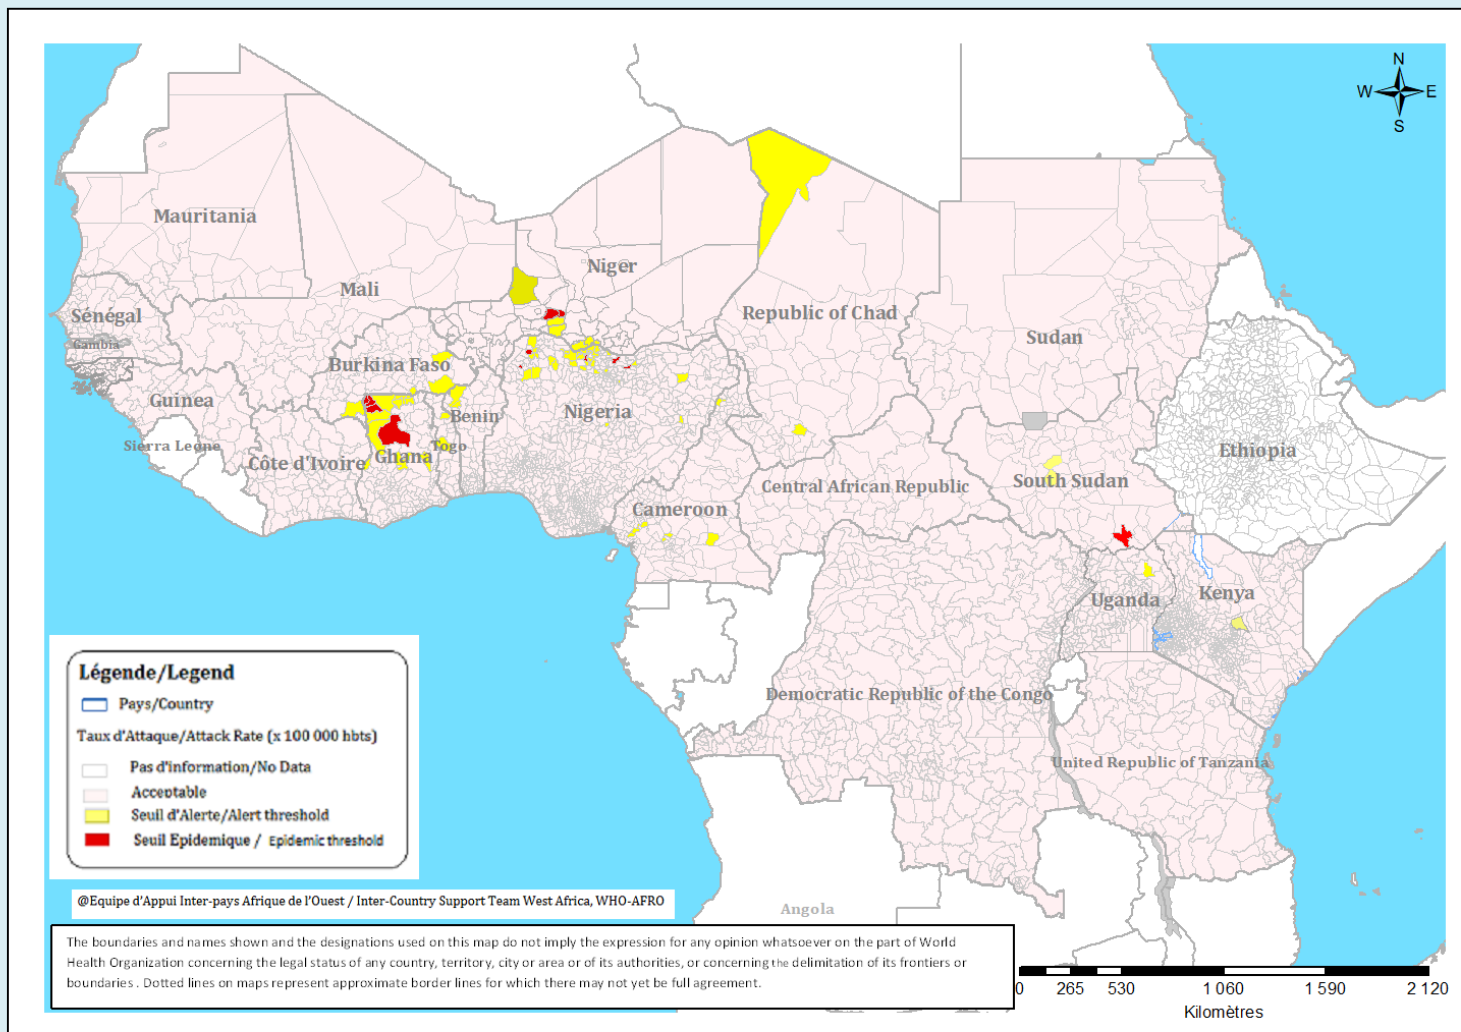 N
W E
S
Mauritania
Mali
Niger
Sénégal
Gambia
Republic of Chad
Sudan
Burkina Faso
Guinea
Benin
Nigeria
Sierra Leone
Côte d'Ivoire
Ghana
Togo
Ethiopia
Central African Republic
South Sudan
Cameroon
Uganda
Kenya
Democratic Republic of the Congo
United Republic of Tanzania
Angola
Légende/Legend
Pays/Country
Taux d'Attaque/Attack Rate (x 100 000 hbts)
Pas d'information/No Data
Acceptable
Seuil d'Alerte/Alert threshold
Seuil Epidemique / Epidemic threshold
@Equipe d'Appui Inter-pays Afrique de l'Ouest / Inter-Country Support Team West Africa, WHO-AFRO
The boundaries and names shown and the designations used on this map do not imply the expression for any opinion whatsoever on the part of World
Health Organization concerning the legal status of any country, territory, city or area or of its authorities, or concerning the delimitation of its frontiers or
boundaries . Dotted lines on maps represent approximate border lines for which there may not yet be full agreement.
0 265 530 1 060 1 590 2 120
Kilomètres